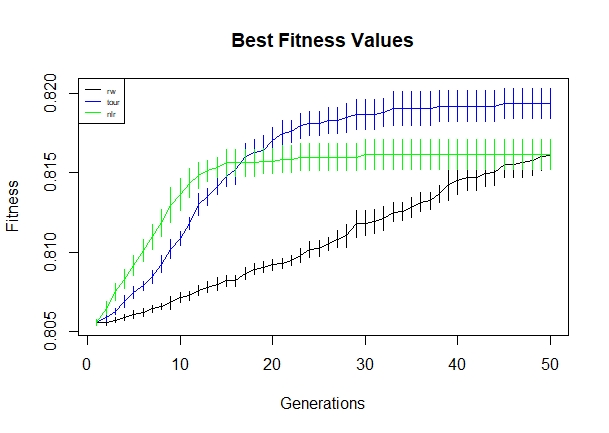 Best Fitness Values
rw
tour
nlr
Fitness
0.820
0.815
0.810
0.805
0 10 20 30 40 50
Generations